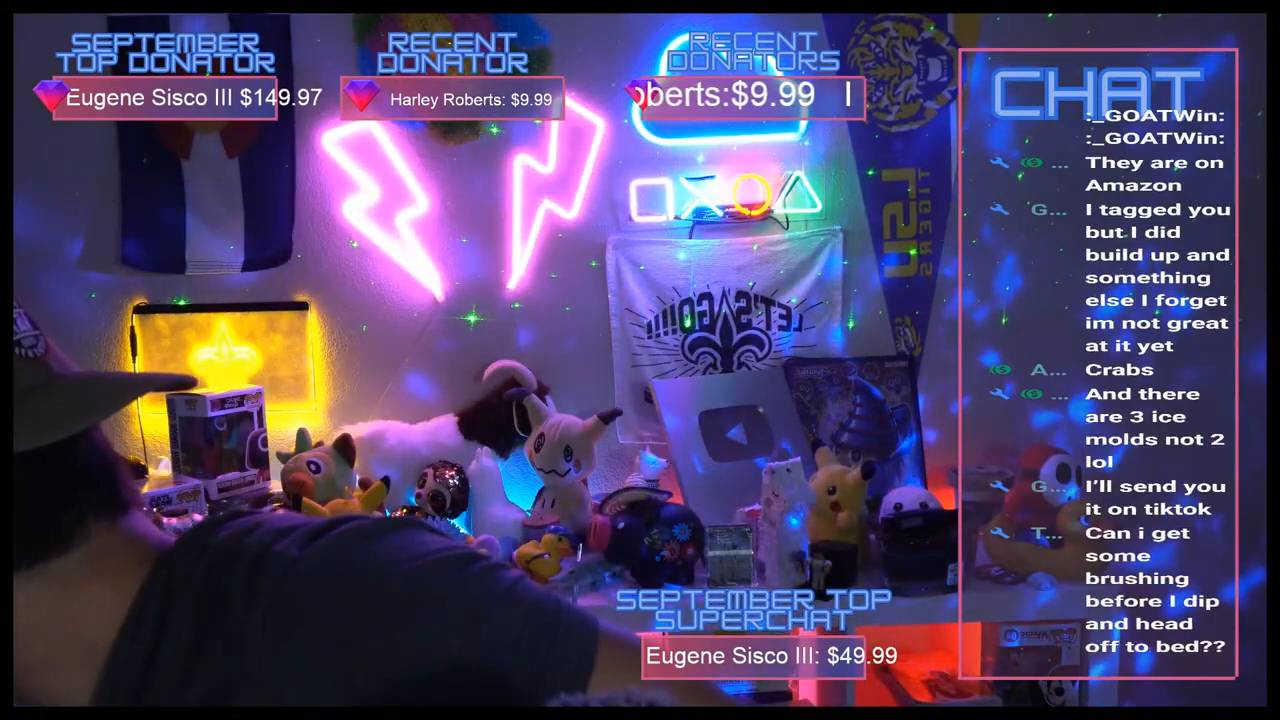 SEPTEMBER
TOP DONATOR
Eugene Sisco III $149.97
RECENT
DONATOR
Harley Roberts: $9.99
RECENT
DONATORS
oberts:$9.99 I
CHAT
:_GOATWin:
:_GOATWin:
... They are on
Amazon
G... I tagged you
but I did
build up and
something
else I forget
im not great
at it yet
A... Crabs
... And there
are 3 ice
molds not 2
lol
G... I'll send you
it on tiktok
T... Can i get
some
brushing
before I dip
and head
off to bed??
LET'S GO!!!!
LSU
TIGERS
SEPTEMBER TOP
SUPERCHAT
Eugene Sisco III: $49.99